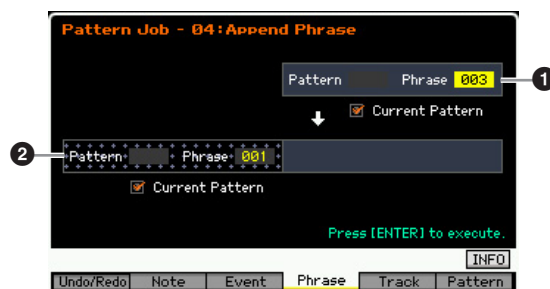 Pattern Job - 04:Append Phrase
Pattern Phrase 003
1
Current Pattern
2
Pattern Phrase 001
Current Pattern
Press [ENTER] to execute.
INFO
Undo/Redo Note Event Phrase Track Pattern